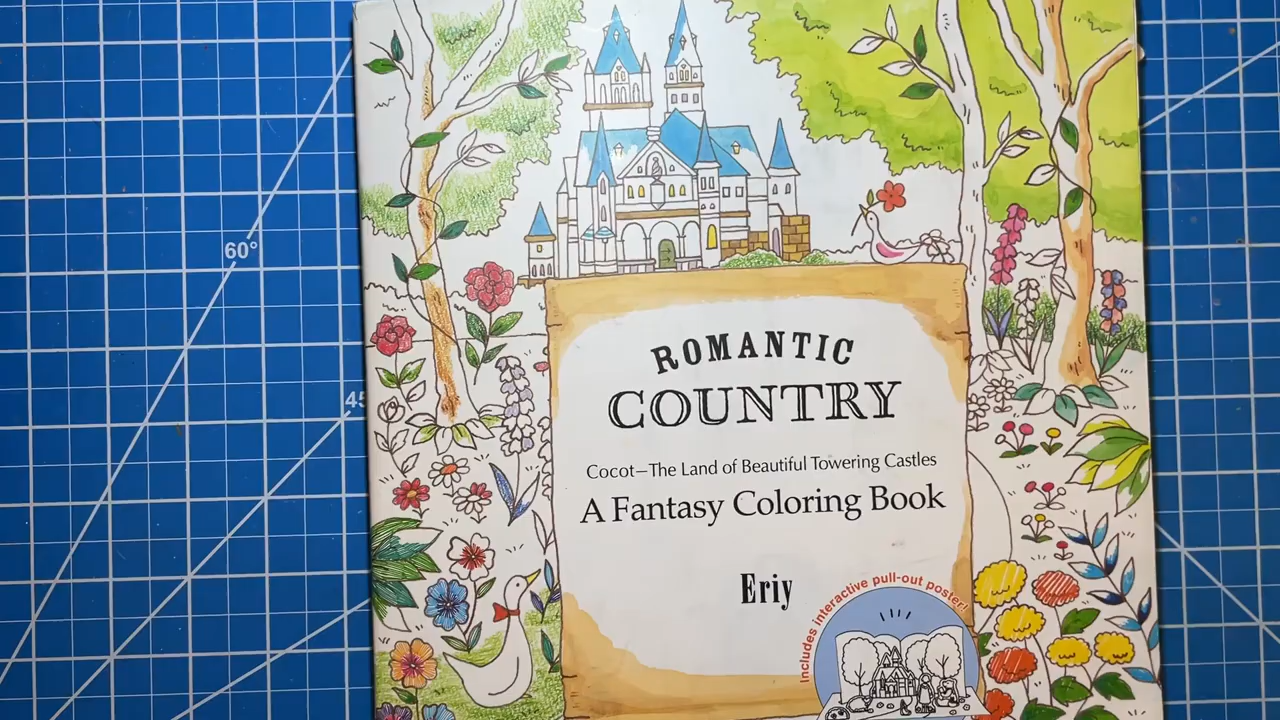 60°
45
ROMANTIC
COUNTRY
Cocot—The Land of Beautiful Towering Castles
A Fantasy Coloring Book
Eriy
Includes interactive pull-out poster!